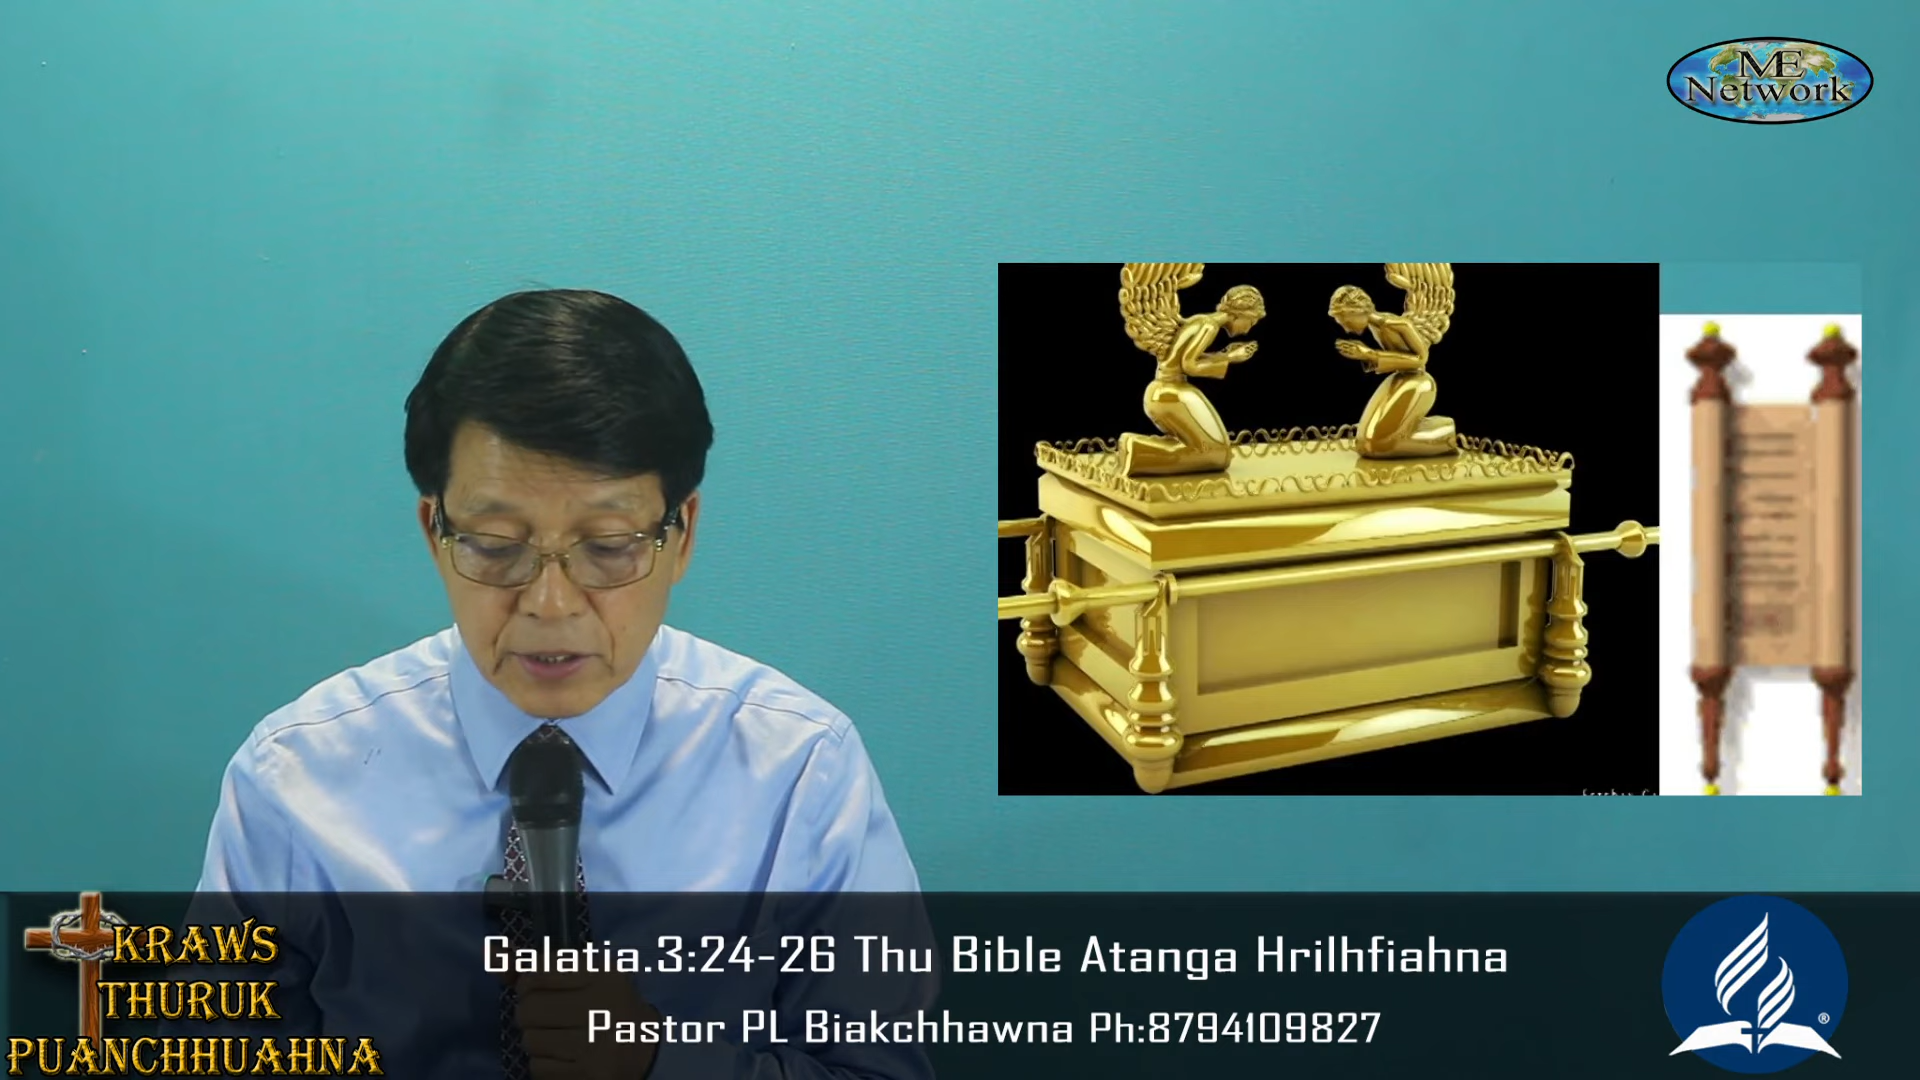 ME
Network
KRAWS
THURUK
PUANCHHUAHNA
Galatia.3:24-26 Thu Bible Atanga Hrilhfiahna
Pastor PL Biakchhawna Ph:8794109827
®